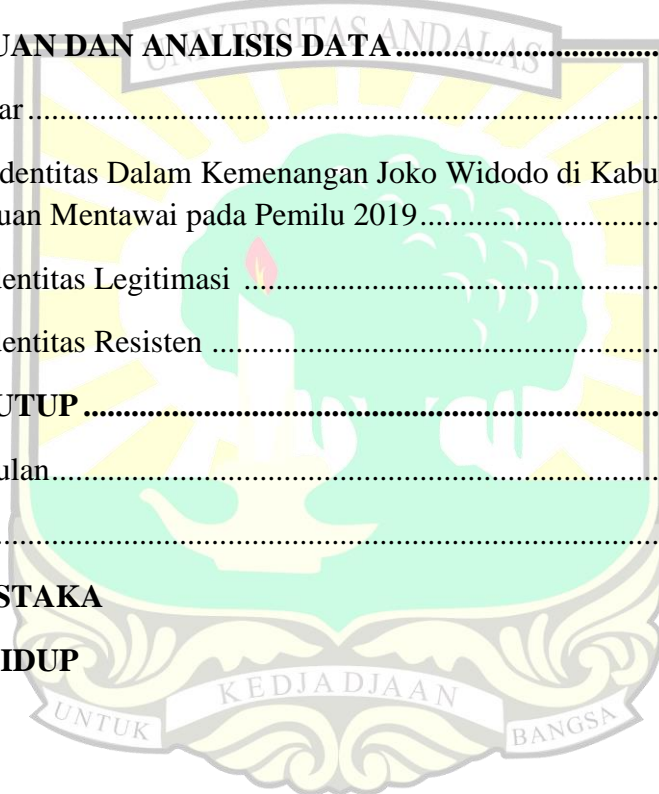 UNIVERSITAS ANDALAS
UAN DAN ANALISIS DATA................................
ar................................................................................
dentitas Dalam Kemenangan Joko Widodo di Kabu
uan Mentawai pada Pemilu 2019..............................
entitas Legitimasi ......................................................
entitas Resisten ..........................................................
UTUP..........................................................................
ulan.............................................................................
....................................................................................
STAKA
IDUP
UNTUK KEDJADJAAN BANGSA